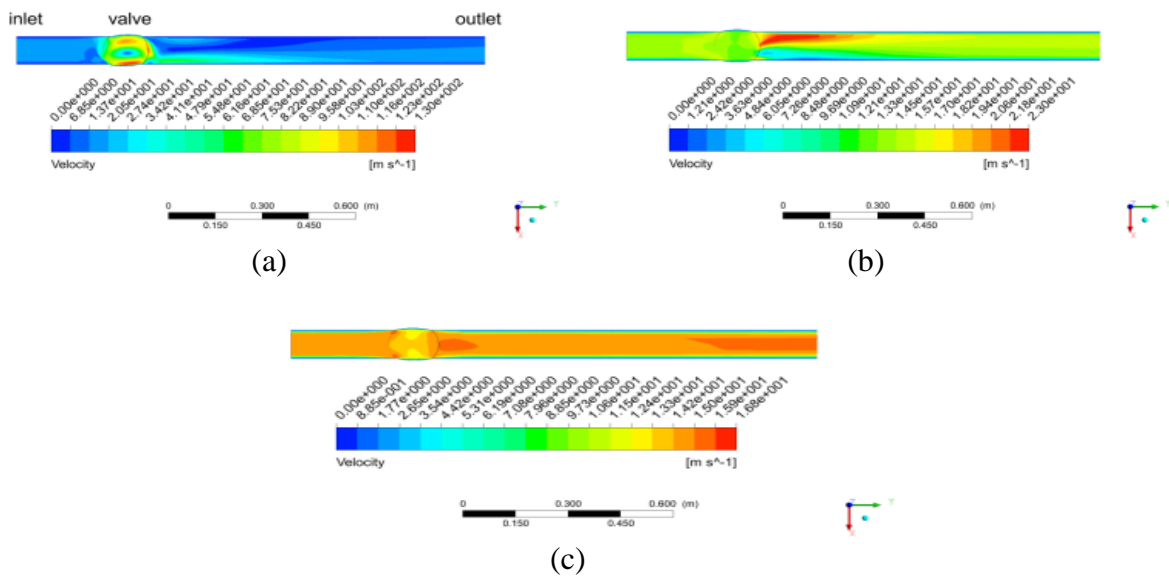 inlet valve outlet
0.00e+000 6.85e+000 1.37e+001 2.05e+001 2.74e+001 3.42e+001 4.11e+001 4.79e+001 5.48e+001 6.16e+001 6.85e+001 7.53e+001 8.22e+001 8.90e+001 9.58e+001 1.03e+002 1.10e+002 1.16e+002 1.23e+002 1.30e+002
Velocity [m s^-1]
0 0.300 0.600 (m)
0.150 0.450
Z Y
X
(a)
0.00e+000 1.21e+000 2.42e+000 3.63e+000 4.84e+000 6.05e+000 7.26e+000 8.48e+000 9.69e+000 1.09e+001 1.21e+001 1.33e+001 1.45e+001 1.57e+001 1.70e+001 1.82e+001 1.94e+001 2.06e+001 2.18e+001 2.30e+001
Velocity [m s^-1]
0 0.300 0.600 (m)
0.150 0.450
Z Y
X
(b)
0.00e+000 8.85e-001 1.77e+000 2.65e+000 3.54e+000 4.42e+000 5.31e+000 6.19e+000 7.08e+000 7.96e+000 8.85e+000 9.73e+000 1.06e+001 1.15e+001 1.24e+001 1.33e+001 1.42e+001 1.50e+001 1.59e+001 1.68e+001
Velocity [m s^-1]
0 0.300 0.600 (m)
0.150 0.450
Z Y
X
(c)